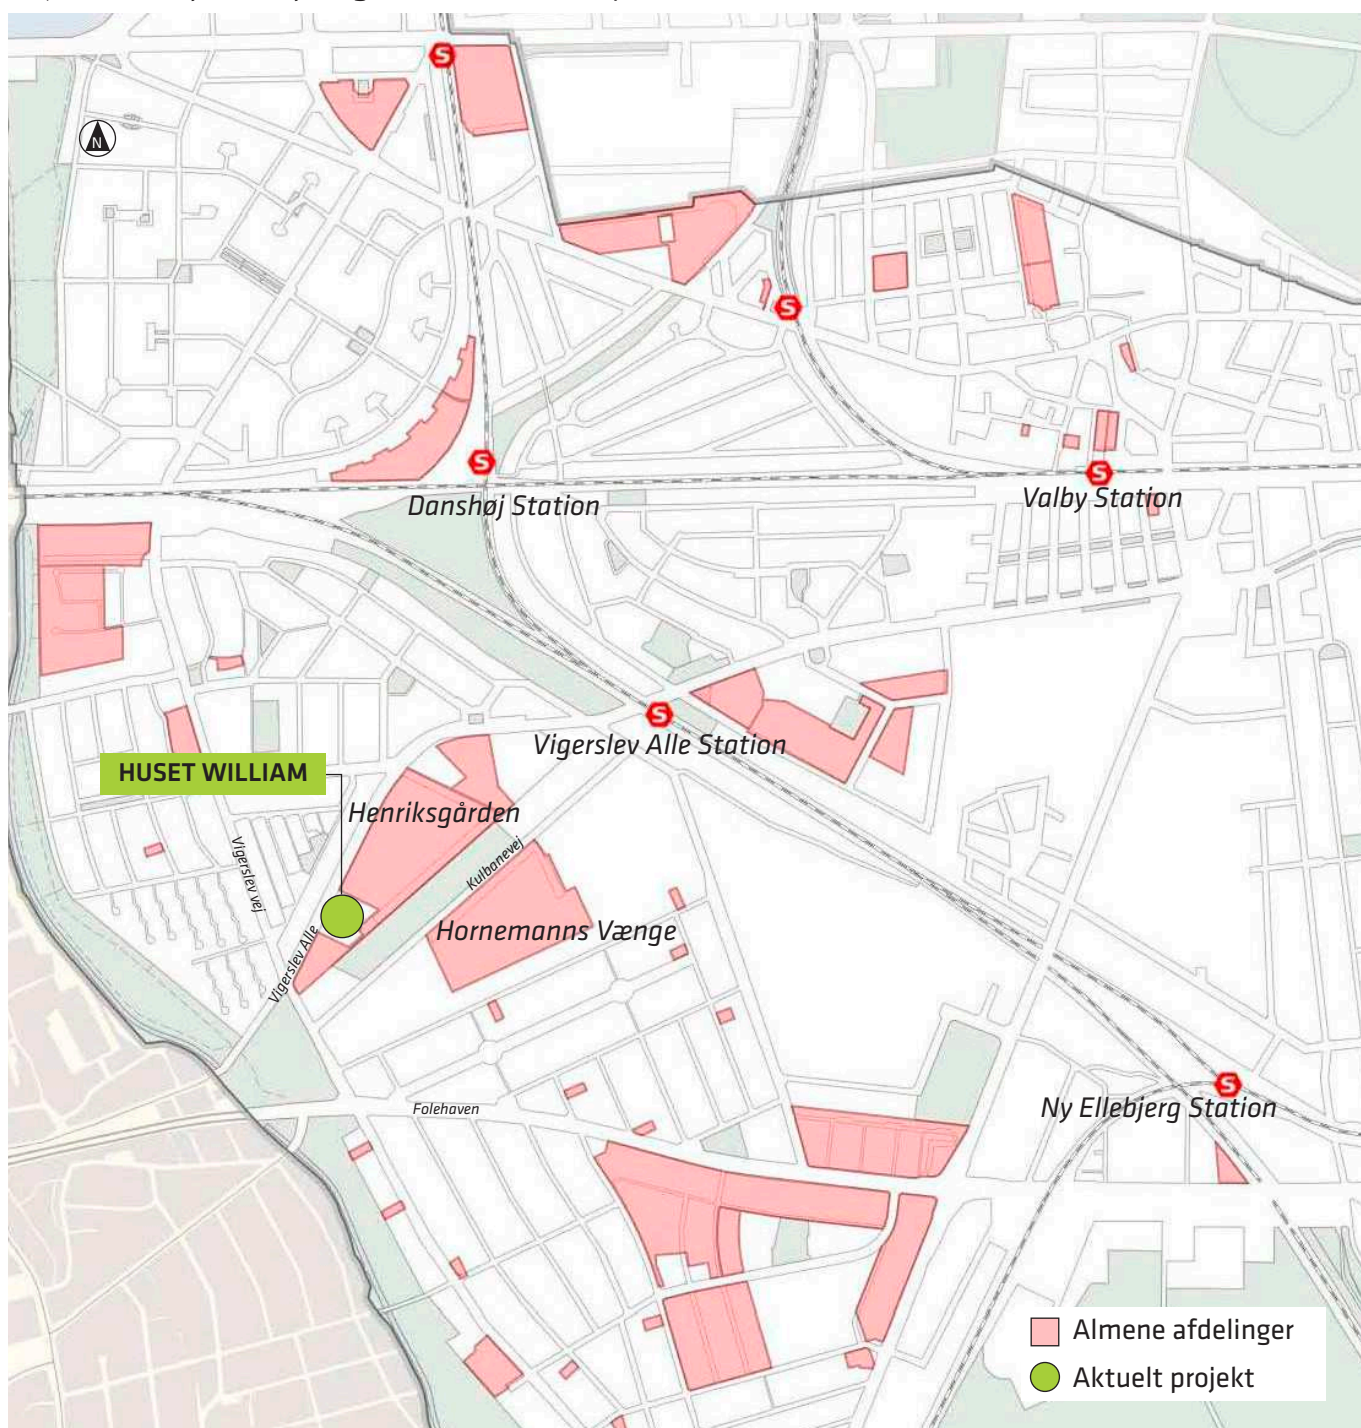 S
N
S
S
S
Danshøj Station
Valby Station
S
Vigerslev Alle Station
HUSET WILLIAM
Henriksgården
Vigerslev vej
Kulbanevej
Hornemanns Vænge
Vigerslev Alle
S
Folehaven
Ny Ellebjerg Station
Almene afdelinger
Aktuelt projekt